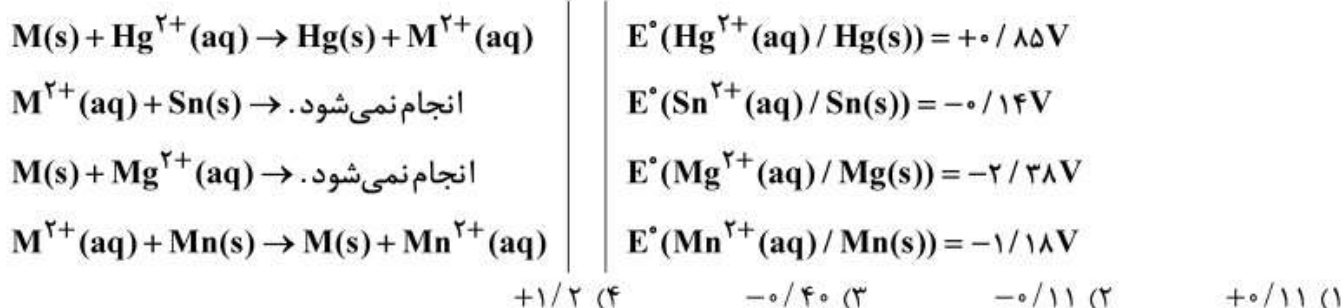 M(s) + Hg²⁺(aq) → Hg(s) + M²⁺(aq) E°(Hg²⁺(aq) / Hg(s)) = +۰/۸۵V
M²⁺(aq) + Sn(s) → انجام نمی‌شود. E°(Sn²⁺(aq) / Sn(s)) = −۰/۱۴V
M(s) + Mg²⁺(aq) → انجام نمی‌شود. E°(Mg²⁺(aq) / Mg(s)) = −۲/۳۸V
M²⁺(aq) + Mn(s) → M(s) + Mn²⁺(aq) E°(Mn²⁺(aq) / Mn(s)) = −۱/۱۸V
۱) +۰/۱۱ ۲) −۰/۱۱ ۳) −۰/۴۰ ۴) +۱/۲